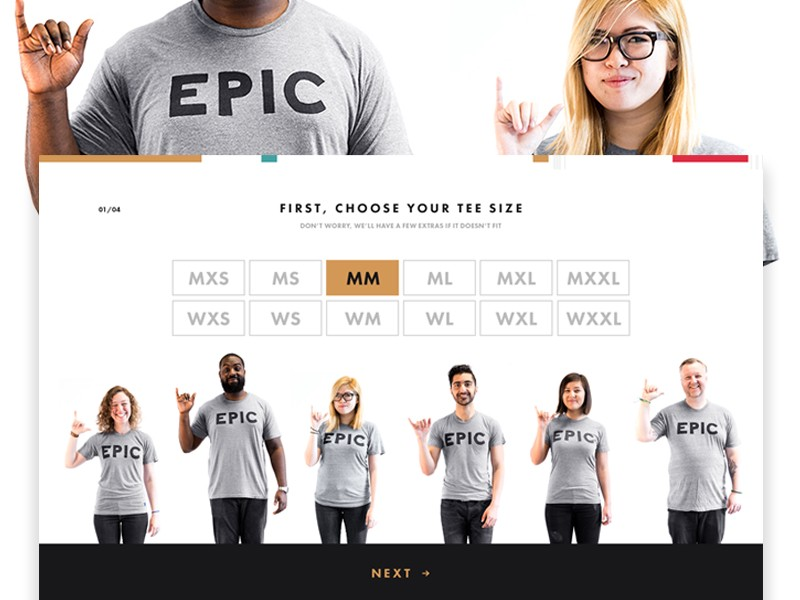 EPIC
01/04
FIRST, CHOOSE YOUR TEE SIZE
DON'T WORRY, WE'LL HAVE A FEW EXTRAS IF IT DOESN'T FIT
MXS MS MM ML MXL MXXL
WXS WS WM WL WXL WXXL
EPIC EPIC EPIC EPIC EPIC EPIC
NEXT →